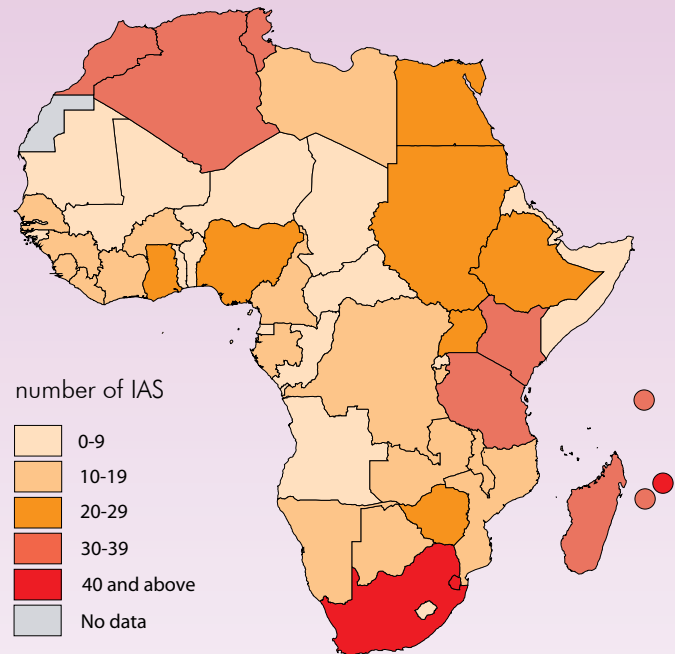 number of IAS
0-9
10-19
20-29
30-39
40 and above
No data